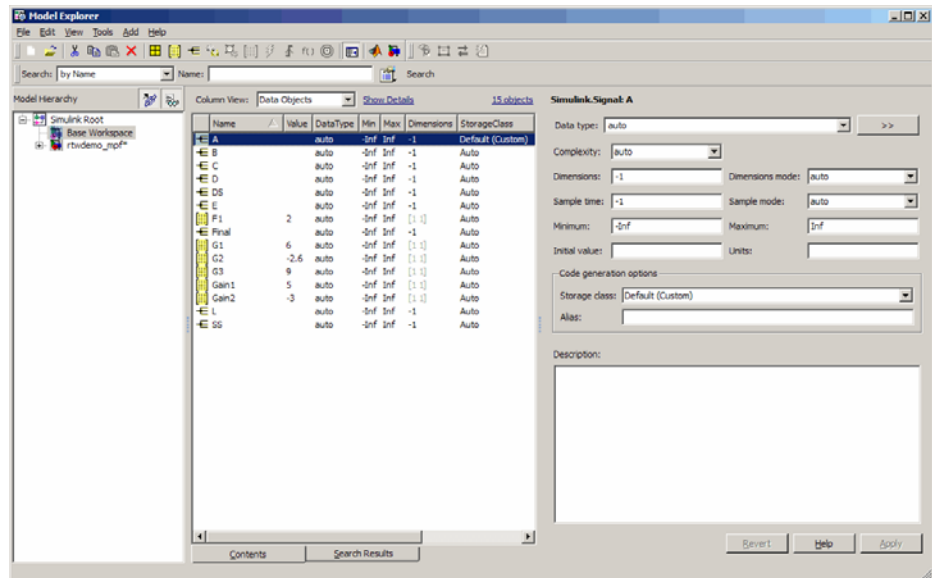 Model Explorer
File Edit View Tools Add Help
Search: by Name Name: Search
Model Hierarchy
Simulink Root
Base Workspace
rtwdemo_mpf*
Column View: Data Objects Show Details 15 objects
Name Value DataType Min Max Dimensions StorageClass
A auto -Inf Inf -1 Default (Custom)
B auto -Inf Inf -1 Auto
C auto -Inf Inf -1 Auto
D auto -Inf Inf -1 Auto
DS auto -Inf Inf -1 Auto
E auto -Inf Inf -1 Auto
F1 2 auto -Inf Inf [1 1] Auto
Final auto -Inf Inf -1 Auto
G1 6 auto -Inf Inf [1 1] Auto
G2 -2.6 auto -Inf Inf [1 1] Auto
G3 9 auto -Inf Inf [1 1] Auto
Gain1 5 auto -Inf Inf [1 1] Auto
Gain2 -3 auto -Inf Inf [1 1] Auto
L auto -Inf Inf -1 Auto
SS auto -Inf Inf -1 Auto
Contents Search Results
Simulink.Signal: A
Data type: auto >>
Complexity: auto
Dimensions: -1 Dimensions mode: auto
Sample time: -1 Sample mode: auto
Minimum: -Inf Maximum: Inf
Initial value: Units:
Code generation options
Storage class: Default (Custom)
Alias:
Description:
Revert Help Apply